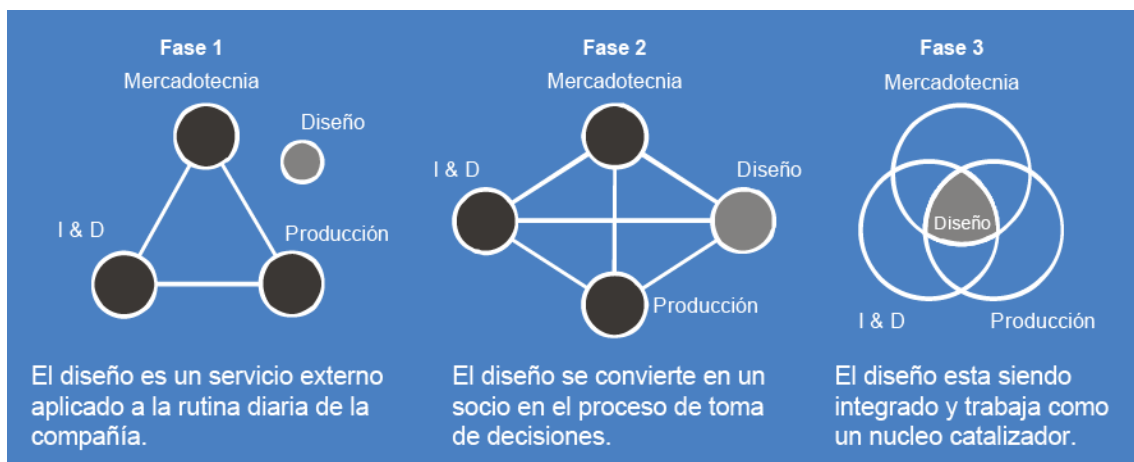 Fase 1
Mercadotecnia
Diseño
I & D
Producción
El diseño es un servicio externo
aplicado a la rutina diaria de la
compañía.
Fase 2
Mercadotecnia
I & D
Diseño
Producción
El diseño se convierte en un
socio en el proceso de toma
de decisiones.
Fase 3
Mercadotecnia
Diseño
I & D
Producción
El diseño esta siendo
integrado y trabaja como
un nucleo catalizador.